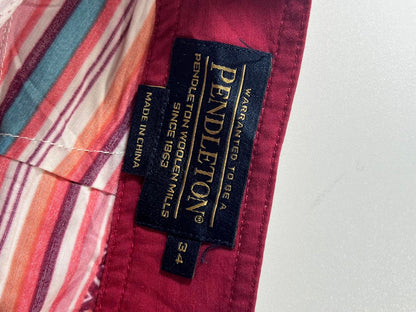 WARRANTED TO BE A
PENDLETON®
PENDLETON WOOLEN MILLS
SINCE 1863
MADE IN CHINA
34